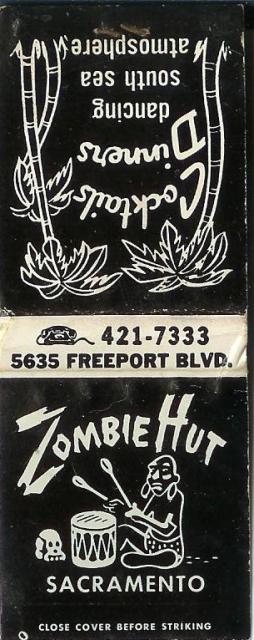 Cocktails
Dinners
dancing
south sea
atmosphere
421-7333
5635 FREEPORT BLVD.
ZOMBIE HUT
SACRAMENTO
CLOSE COVER BEFORE STRIKING